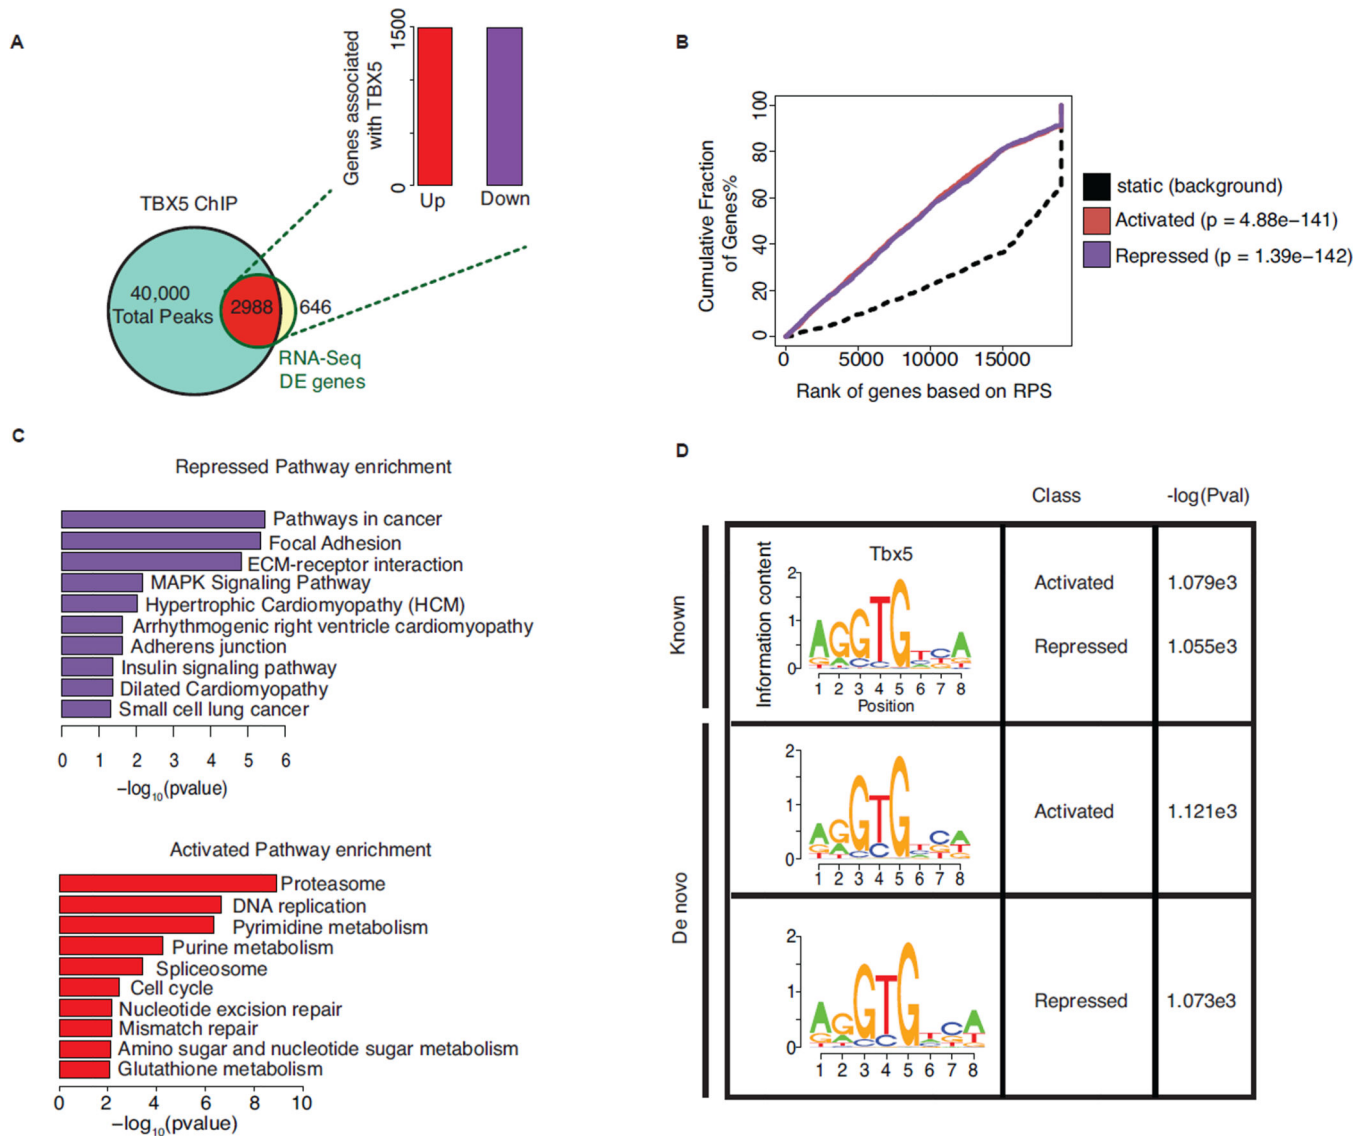 A
Genes associated
with TBX5
0
1500
Up
Down
TBX5 ChIP
40,000
Total Peaks
2988
646
RNA-Seq
DE genes
B
Cumulative Fraction
of Genes%
100
80
60
40
20
0
0 5000 10000 15000
Rank of genes based on RPS
static (background)
Activated (p = 4.88e−141)
Repressed (p = 1.39e−142)
C
Repressed Pathway enrichment
Pathways in cancer
Focal Adhesion
ECM-receptor interaction
MAPK Signaling Pathway
Hypertrophic Cardiomyopathy (HCM)
Arrhythmogenic right ventricle cardiomyopathy
Adherens junction
Insulin signaling pathway
Dilated Cardiomyopathy
Small cell lung cancer
0 1 2 3 4 5 6
−log10(pvalue)
Activated Pathway enrichment
Proteasome
DNA replication
Pyrimidine metabolism
Purine metabolism
Spliceosome
Cell cycle
Nucleotide excision repair
Mismatch repair
Amino sugar and nucleotide sugar metabolism
Glutathione metabolism
0 2 4 6 8 10
−log10(pvalue)
D
Class -log(Pval)
Known
Information content
Tbx5
2
1
0
AGGTGTCA
1 2 3 4 5 6 7 8
Position
Activated 1.079e3
Repressed 1.055e3
De novo
2
1
0
AGGTGTCA
1 2 3 4 5 6 7 8
Activated 1.121e3
2
1
0
AGGTGTCA
1 2 3 4 5 6 7 8
Repressed 1.073e3